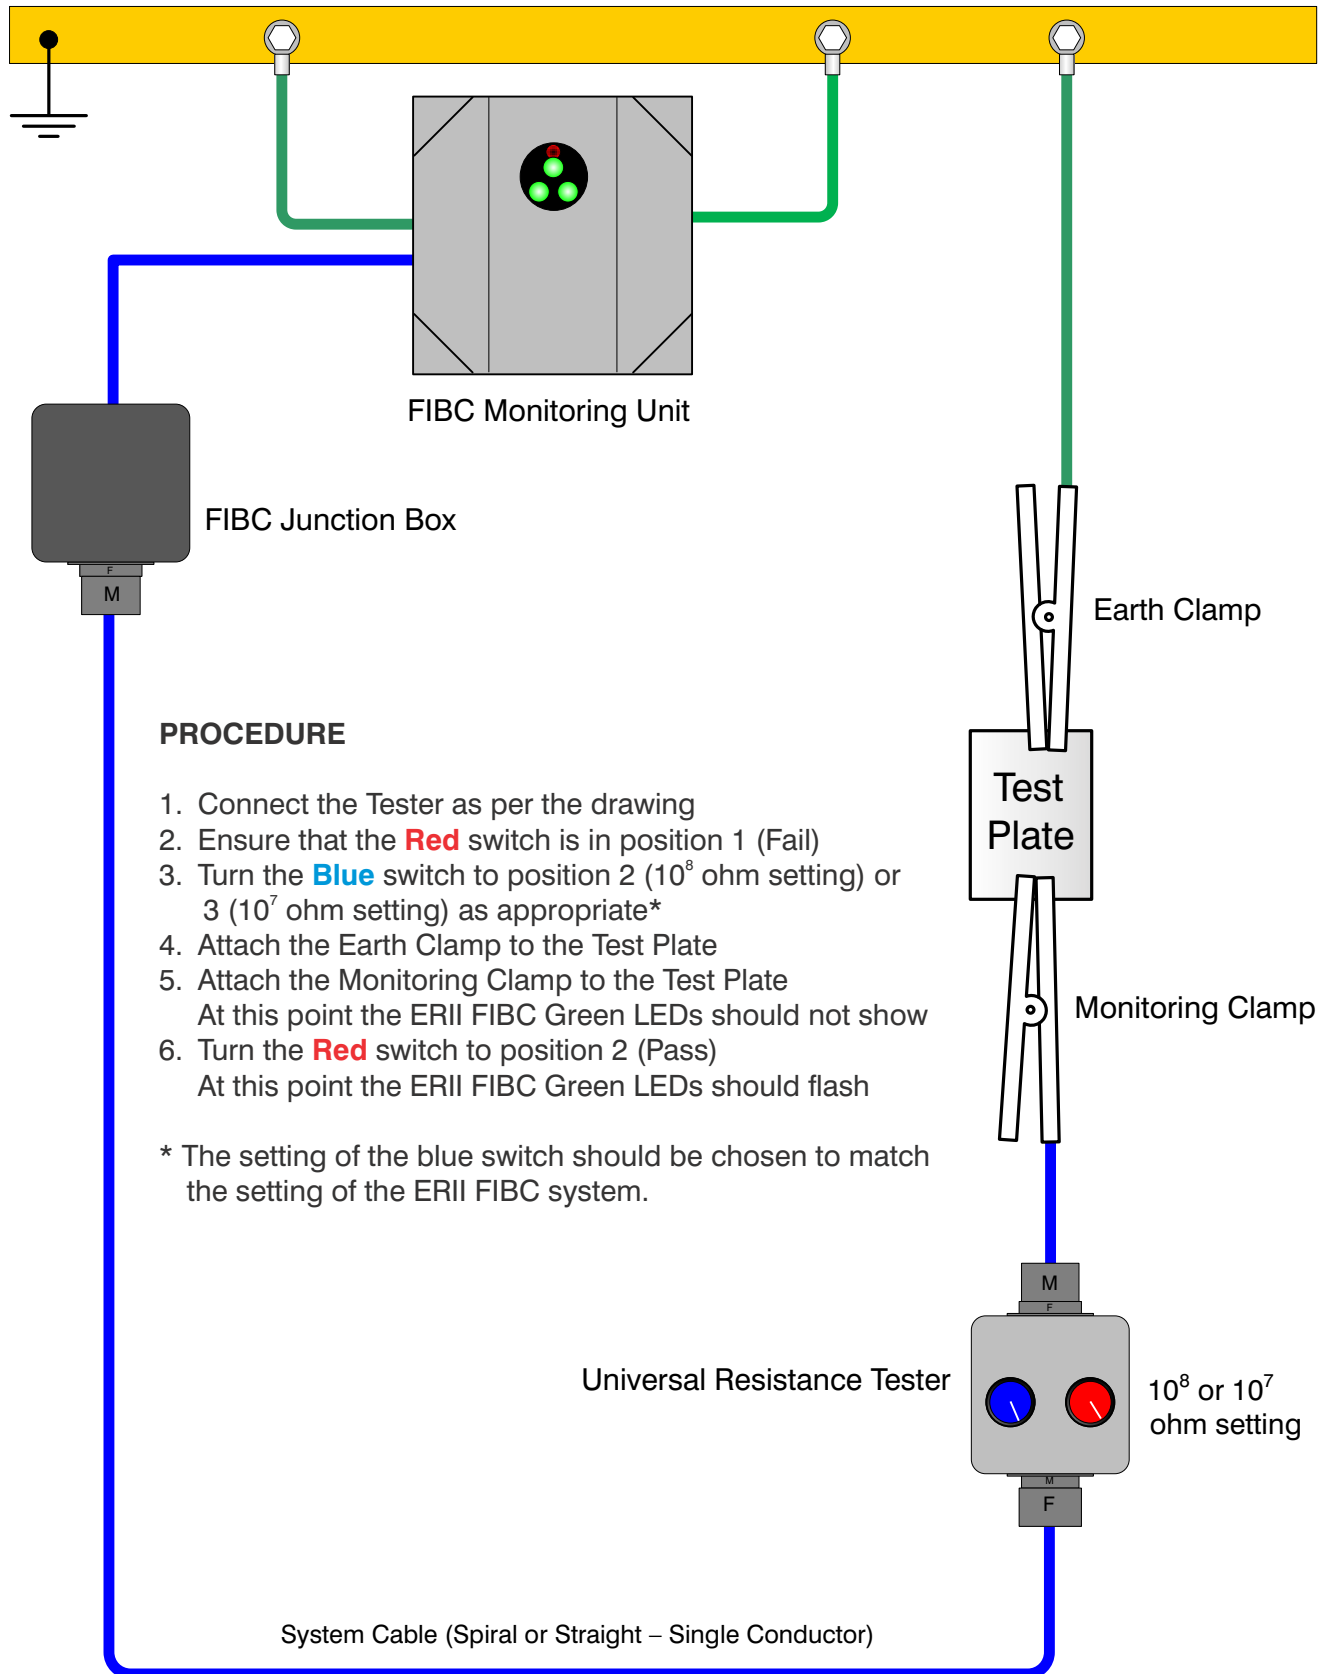 FIBC Monitoring Unit
FIBC Junction Box
F
M
Earth Clamp
PROCEDURE
Test
Plate
1. Connect the Tester as per the drawing
2. Ensure that the Red switch is in position 1 (Fail)
3. Turn the Blue switch to position 2 (10⁸ ohm setting) or
3 (10⁷ ohm setting) as appropriate*
4. Attach the Earth Clamp to the Test Plate
5. Attach the Monitoring Clamp to the Test Plate
At this point the ERII FIBC Green LEDs should not show
6. Turn the Red switch to position 2 (Pass)
At this point the ERII FIBC Green LEDs should flash
Monitoring Clamp
* The setting of the blue switch should be chosen to match
the setting of the ERII FIBC system.
M
F
Universal Resistance Tester
10⁸ or 10⁷
ohm setting
M
F
System Cable (Spiral or Straight – Single Conductor)